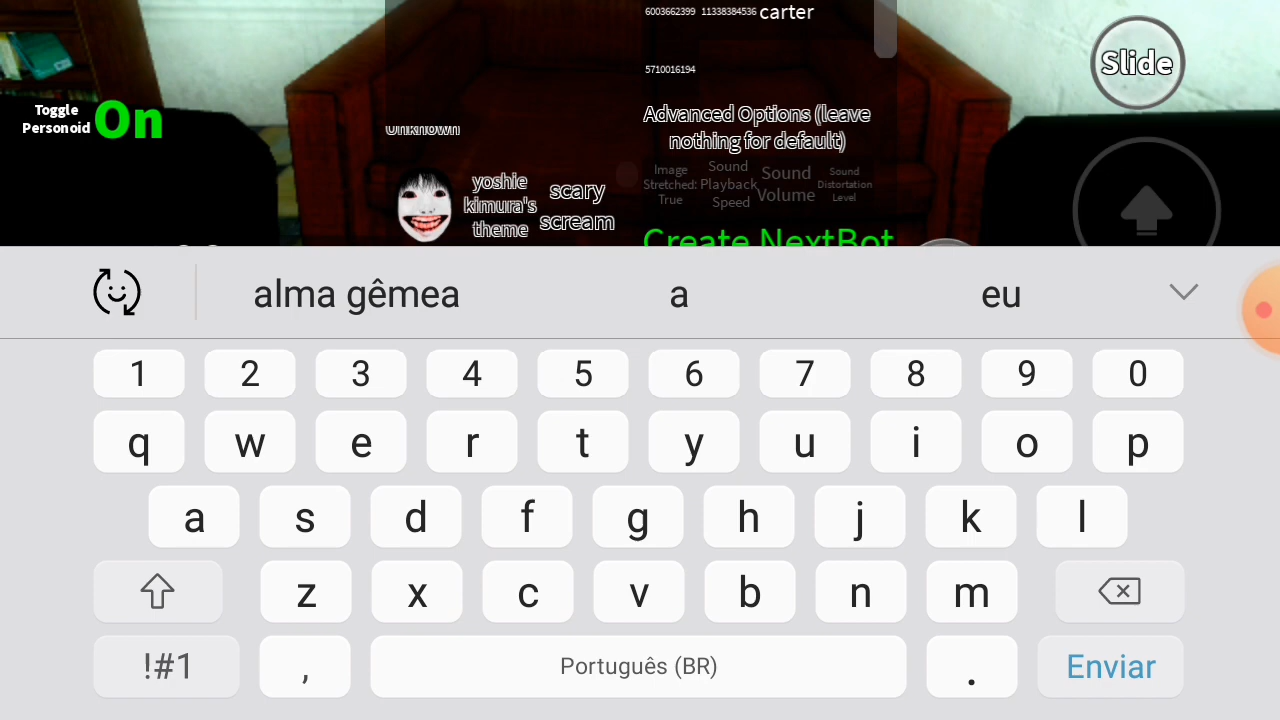 6003662399 11338384536 carter
Slide
5710016194
Toggle
Personoid On
Unknown
Advanced Options (leave
nothing for default)
Image
Stretched:
True
Sound
Playback
Speed
Sound
Volume
Sound
Distortation
Level
yoshie
kimura's
theme
scary
scream
Create NextBot
alma gêmea a eu
1 2 3 4 5 6 7 8 9 0
q w e r t y u i o p
a s d f g h j k l
z x c v b n m
!#1 , Português (BR) . Enviar